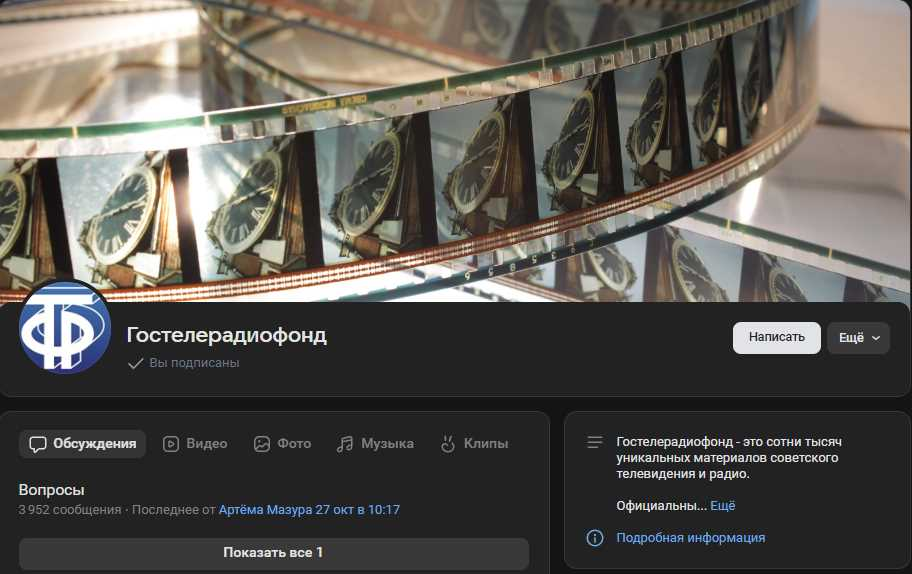 Гостелерадиофонд
Вы подписаны
Написать
Ещё
Обсуждения
Видео
Фото
Музыка
Клипы
Вопросы
3 952 сообщения · Последнее от Артёма Мазура 27 окт в 10:17
Показать все 1
Гостелерадиофонд - это сотни тысяч
уникальных материалов советского
телевидения и радио.
Официальны... Ещё
Подробная информация